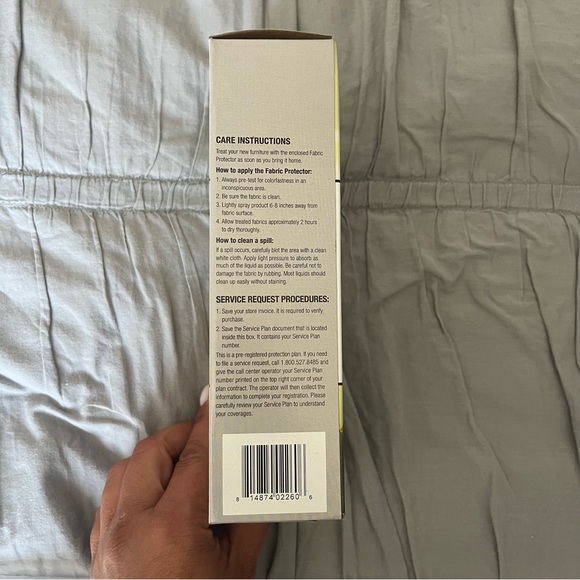 CARE INSTRUCTIONS
Treat your new furniture with the enclosed Fabric
Protector as soon as you bring it home.
How to apply the Fabric Protector:
1. Always pre-test for colorfastness in an
inconspicuous area.
2. Be sure the fabric is clean.
3. Lightly spray product 6-8 inches away from
fabric surface.
4. Allow treated fabrics approximately 2 hours
to dry thoroughly.
How to clean a spill:
If a spill occurs, carefully blot the area with a clean
white cloth. Apply light pressure to absorb as
much of the liquid as possible. Be careful not to
damage the fabric by rubbing. Most liquids should
clean up easily without staining.
SERVICE REQUEST PROCEDURES:
1. Save your store invoice. It is required to verify
purchase.
2. Save the Service Plan document that is located
inside this box. It contains your Service Plan
number.
This is a pre-registered protection plan. If you need
to file a service request, call 1.800.527.8485 and
give the call center operator your Service Plan
number printed on the top right corner of your
plan contract. The operator will then collect the
information to complete your registration. Please
carefully review your Service Plan to understand
your coverages.
8 14874 02260 6